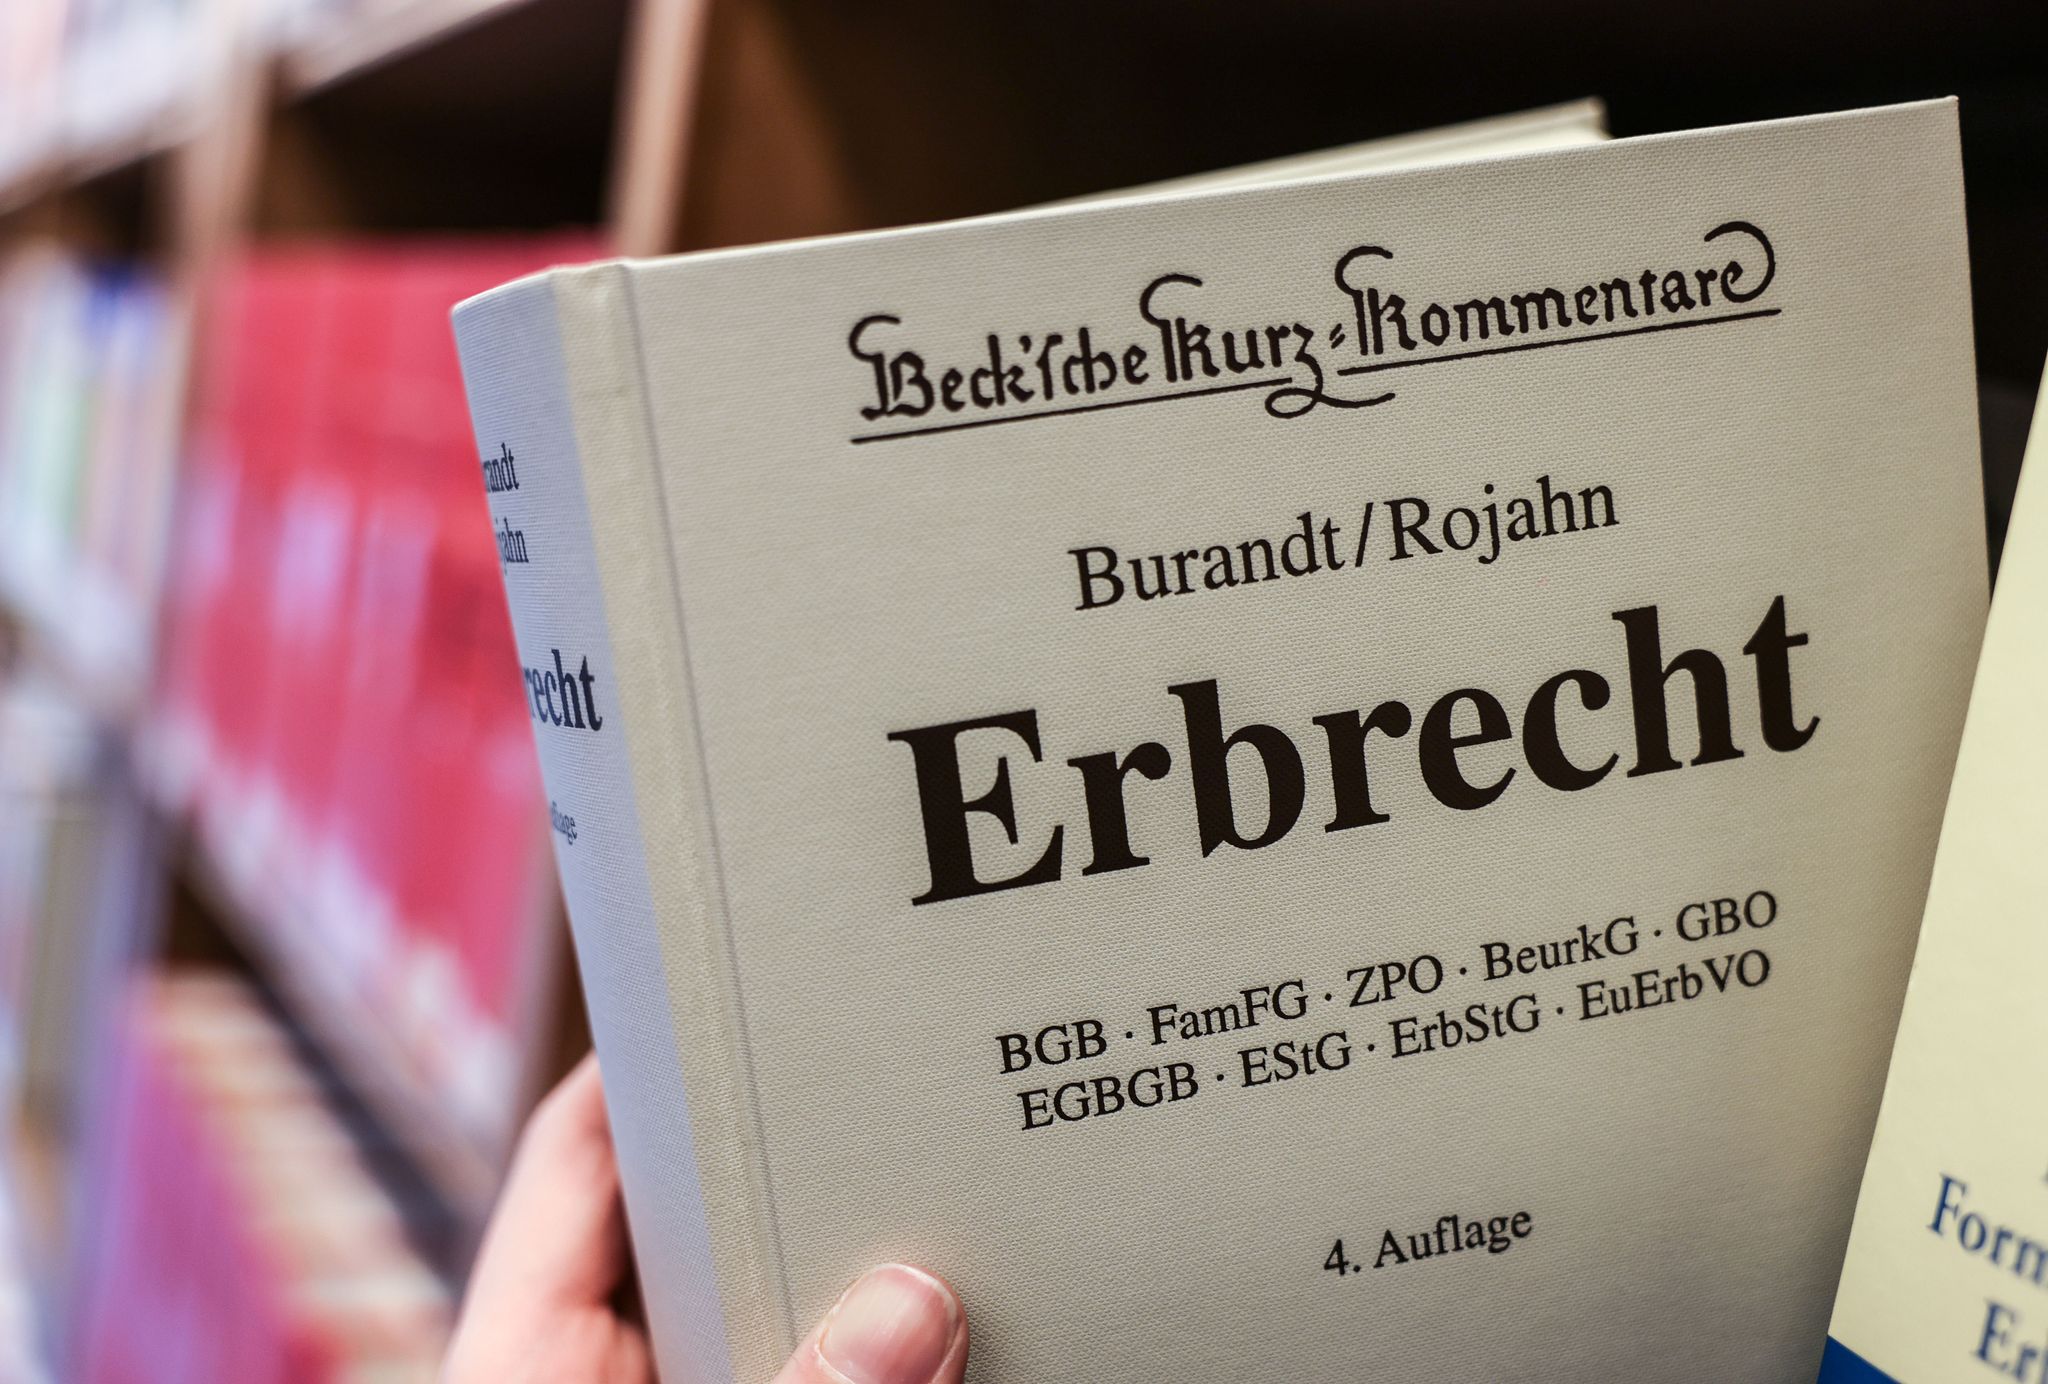 Beck'sche Kurz-Kommentare
Burandt/Rojahn
Erbrecht
BGB · FamFG · ZPO · BeurkG · GBO
EGBGB · EStG · ErbStG · EuErbVO
4. Auflage